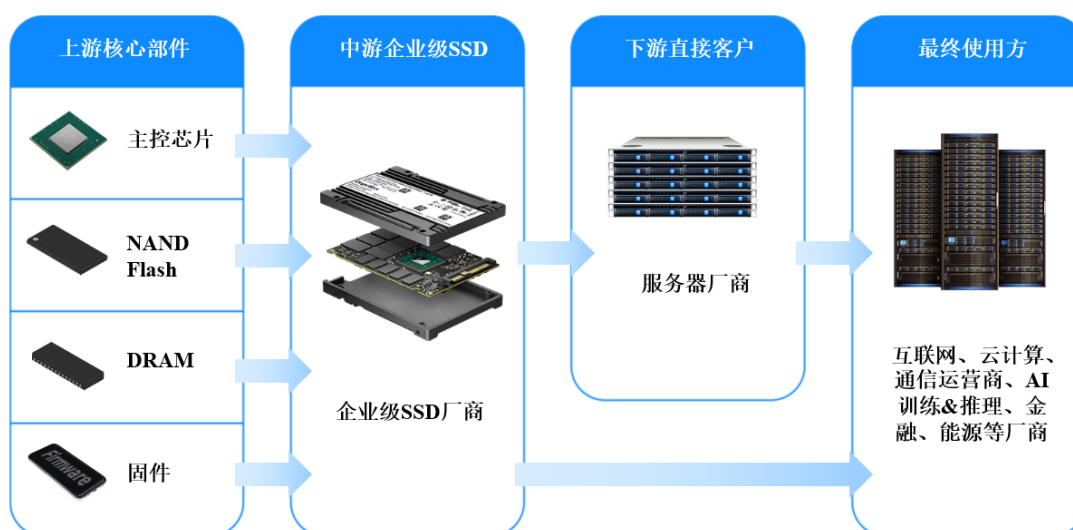 上游核心部件
主控芯片
NAND
Flash
DRAM
Firmware
固件
中游企业级SSD
企业级SSD厂商
下游直接客户
服务器厂商
最终使用方
互联网、云计算、
通信运营商、AI
训练&推理、金
融、能源等厂商